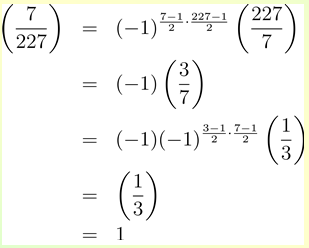 (7/227) = (−1)^{(7−1)/2 · (227−1)/2} (227/7)
= (−1) (3/7)
= (−1)(−1)^{(3−1)/2 · (7−1)/2} (1/3)
= (1/3)
= 1